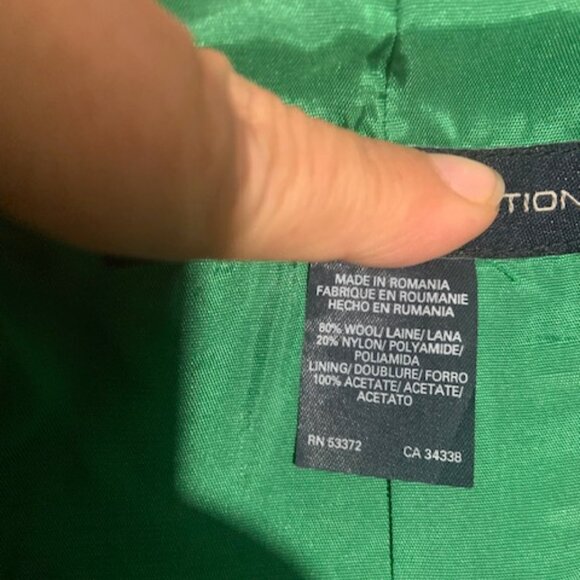 TION
MADE IN ROMANIA
FABRIQUE EN ROUMANIE
HECHO EN RUMANIA
80% WOOL/LAINE/LANA
20% NYLON/POLYAMIDE/
POLIAMIDA
LINING/DOUBLURE/FORRO
100% ACETATE/ACETATE/
ACETATO
RN 53372 CA 34338